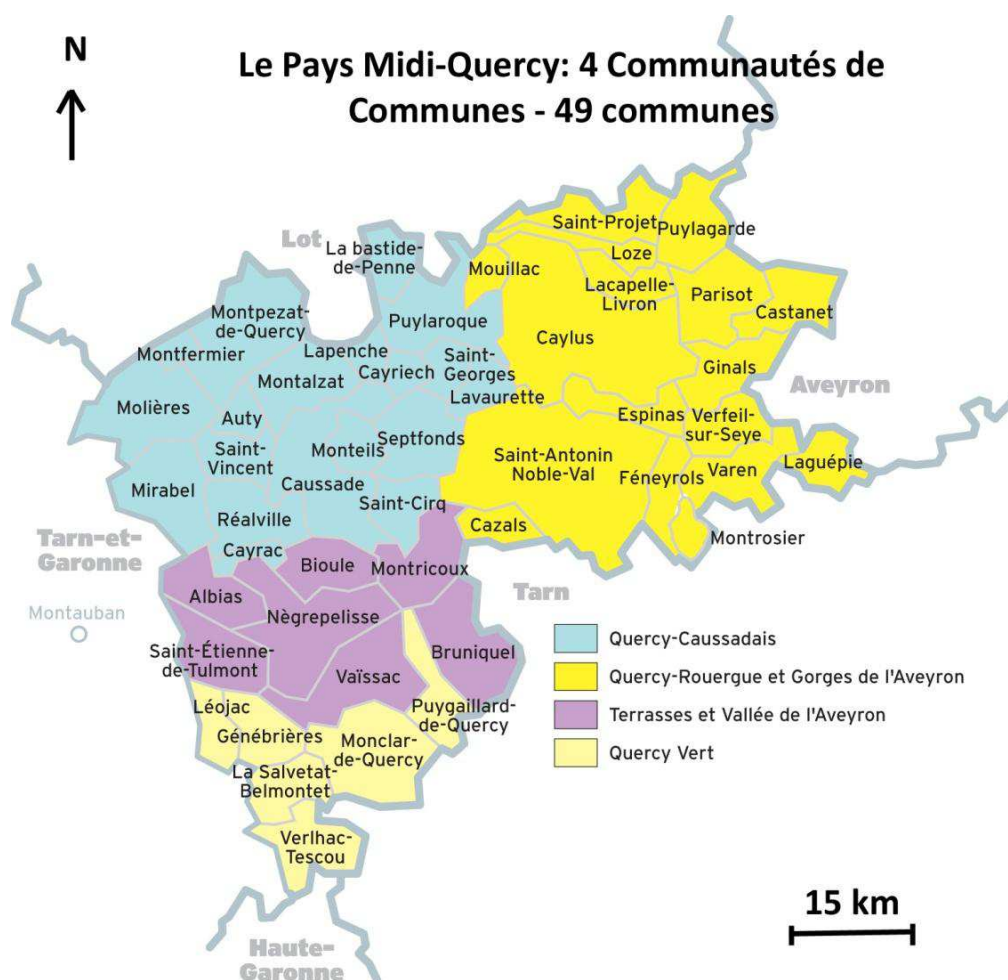 N
Le Pays Midi-Quercy: 4 Communautés de
Communes - 49 communes
Lot
La bastide-
de-Penne
Saint-Projet
Puylagarde
Loze
Mouillac
Lacapelle-
Livron
Parisot
Castanet
Montpezat-
de-Quercy
Puylaroque
Caylus
Montfermier
Lapenche
Saint-
Georges
Cayriech
Ginals
Montalzat
Molières
Lavaurette
Aveyron
Auty
Espinas
Verfeil-
sur-Seye
Septfonds
Monteils
Saint-
Vincent
Saint-Antonin
Noble-Val
Laguépie
Féneyrols
Varen
Mirabel
Caussade
Saint-Cirq
Réalville
Cazals
Montrosier
Tarn-et-
Garonne
Cayrac
Bioule
Montricoux
Tarn
Albias
Montauban
Nègrepelisse
Quercy-Caussadais
Saint-Étienne-
de-Tulmont
Bruniquel
Vaïssac
Quercy-Rouergue et Gorges de l'Aveyron
Léojac
Puygaillard-
de-Quercy
Terrasses et Vallée de l'Aveyron
Génébrières
Monclar-
de-Quercy
Quercy Vert
La Salvetat-
Belmontet
Verlhac-
Tescou
15 km
Haute-
Garonne